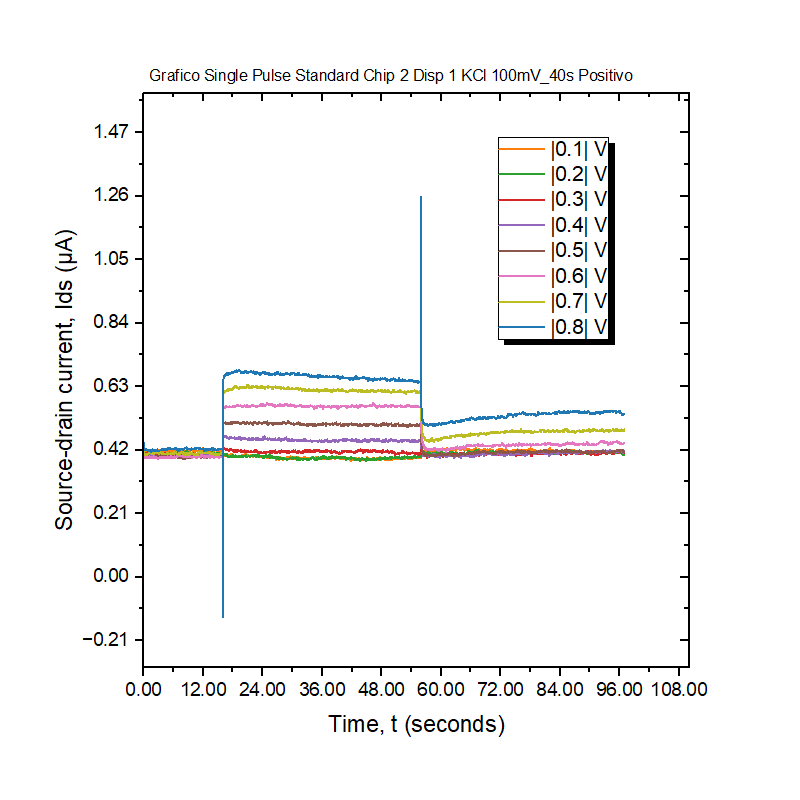 Grafico Single Pulse Standard Chip 2 Disp 1 KCl 100mV_40s Positivo
1.47
1.26
1.05
0.84
0.63
0.42
0.21
0.00
−0.21
Source-drain current, Ids (μA)
|0.1| V
|0.2| V
|0.3| V
|0.4| V
|0.5| V
|0.6| V
|0.7| V
|0.8| V
0.00 12.00 24.00 36.00 48.00 60.00 72.00 84.00 96.00 108.00
Time, t (seconds)